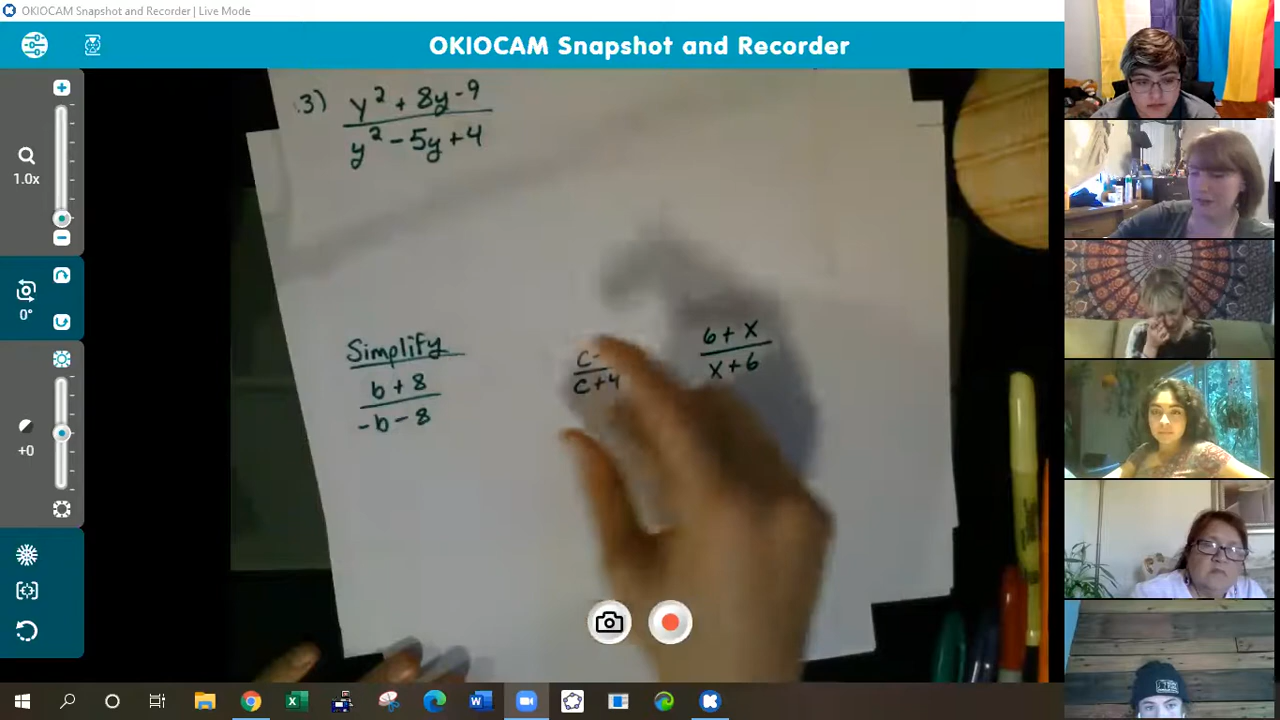 OKIOCAM Snapshot and Recorder | Live Mode
OKIOCAM Snapshot and Recorder
1.0x
0°
+0
3) y² + 8y - 9
y² - 5y + 4
Simplify
b + 8
-b - 8
c -
c + 4
6 + x
x + 6